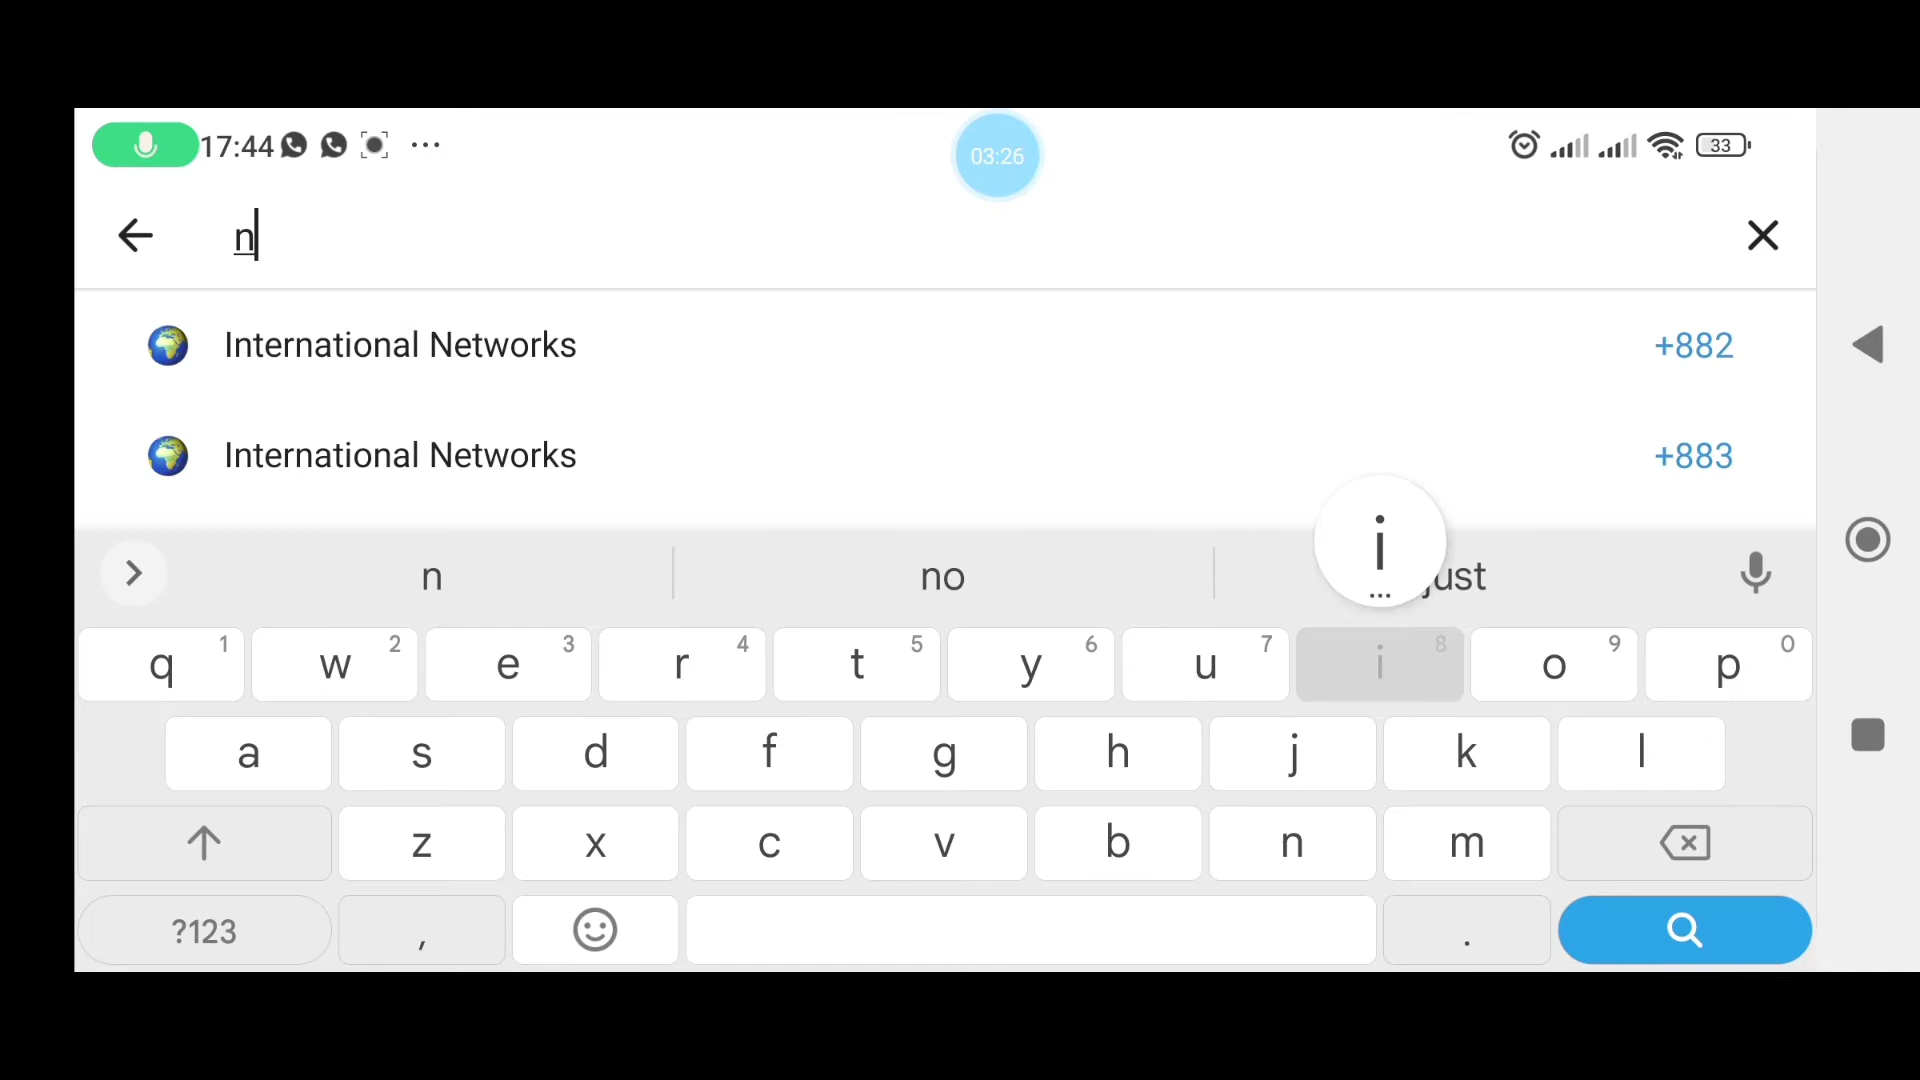 17:44
03:26
33
n
International Networks +882
International Networks +883
i
...
n no just
q 1 w 2 e 3 r 4 t 5 y 6 u 7 i 8 o 9 p 0
a s d f g h j k l
z x c v b n m
?123 , .